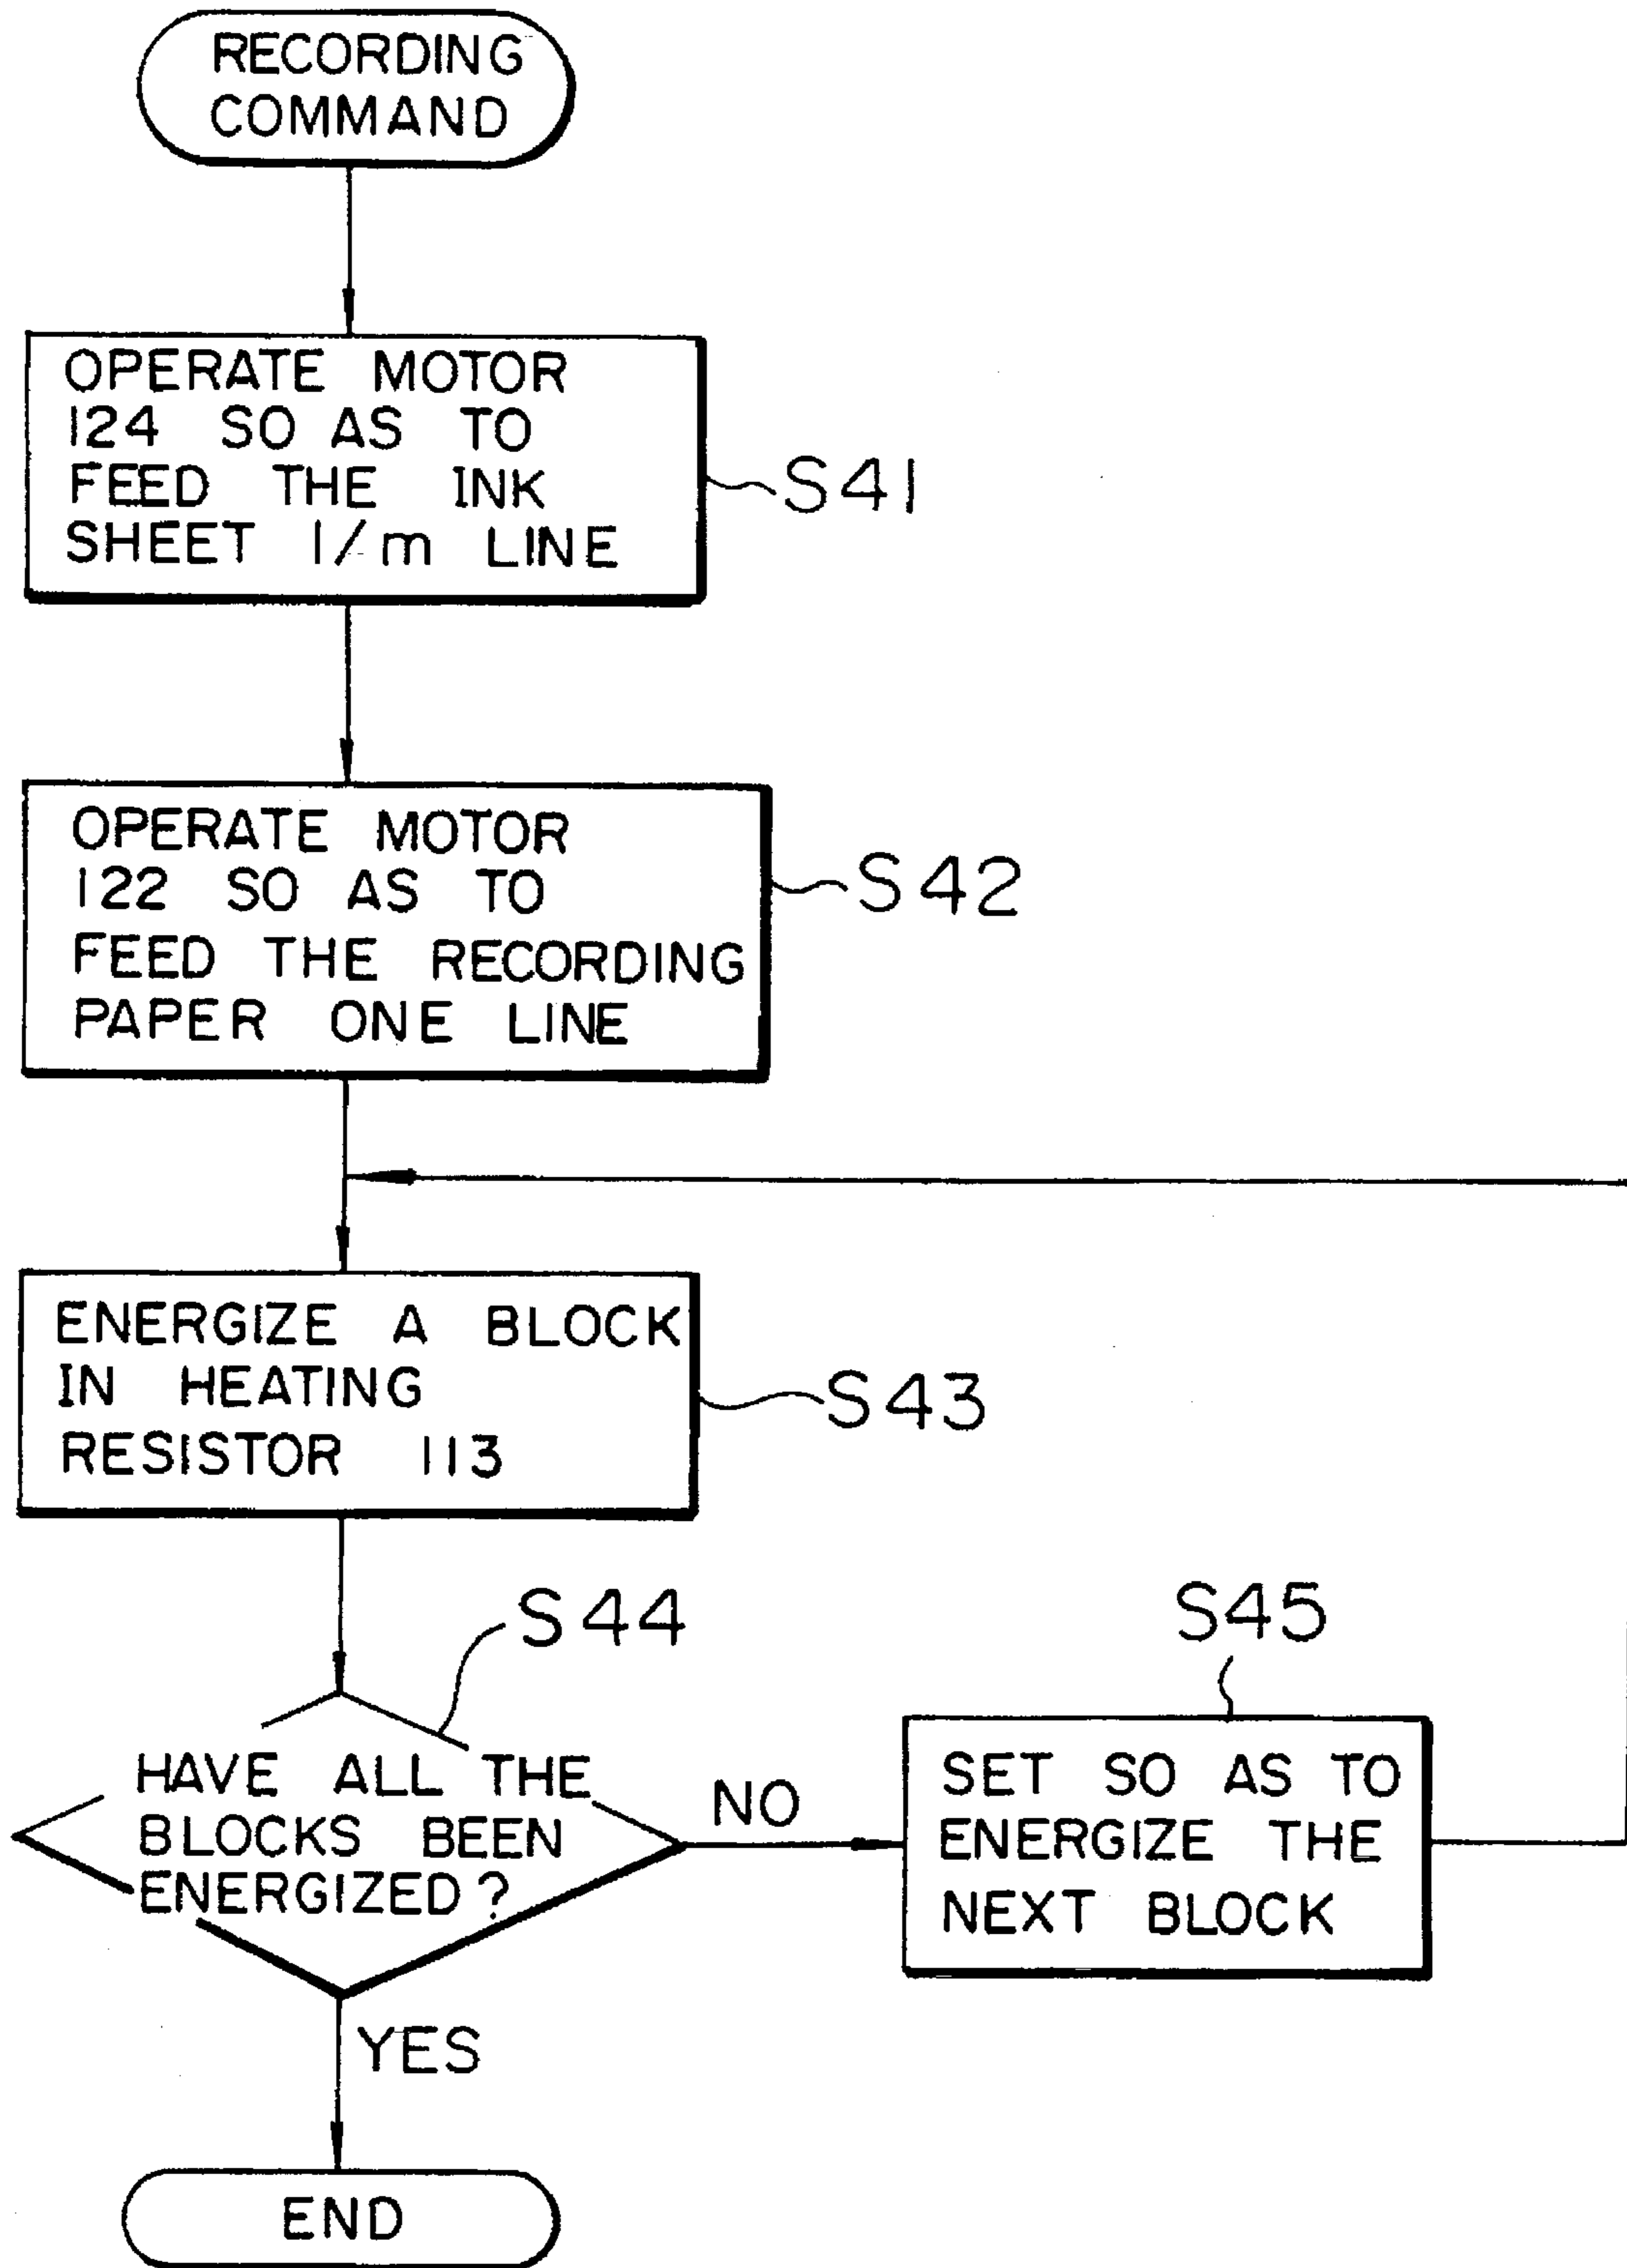 RECORDING
COMMAND
OPERATE MOTOR
124 SO AS TO
FEED THE INK
SHEET 1/m LINE
S41
OPERATE MOTOR
122 SO AS TO
FEED THE RECORDING
PAPER ONE LINE
S42
ENERGIZE A BLOCK
IN HEATING
RESISTOR 113
S43
S44
HAVE ALL THE
BLOCKS BEEN
ENERGIZED?
NO
S45
SET SO AS TO
ENERGIZE THE
NEXT BLOCK
YES
END